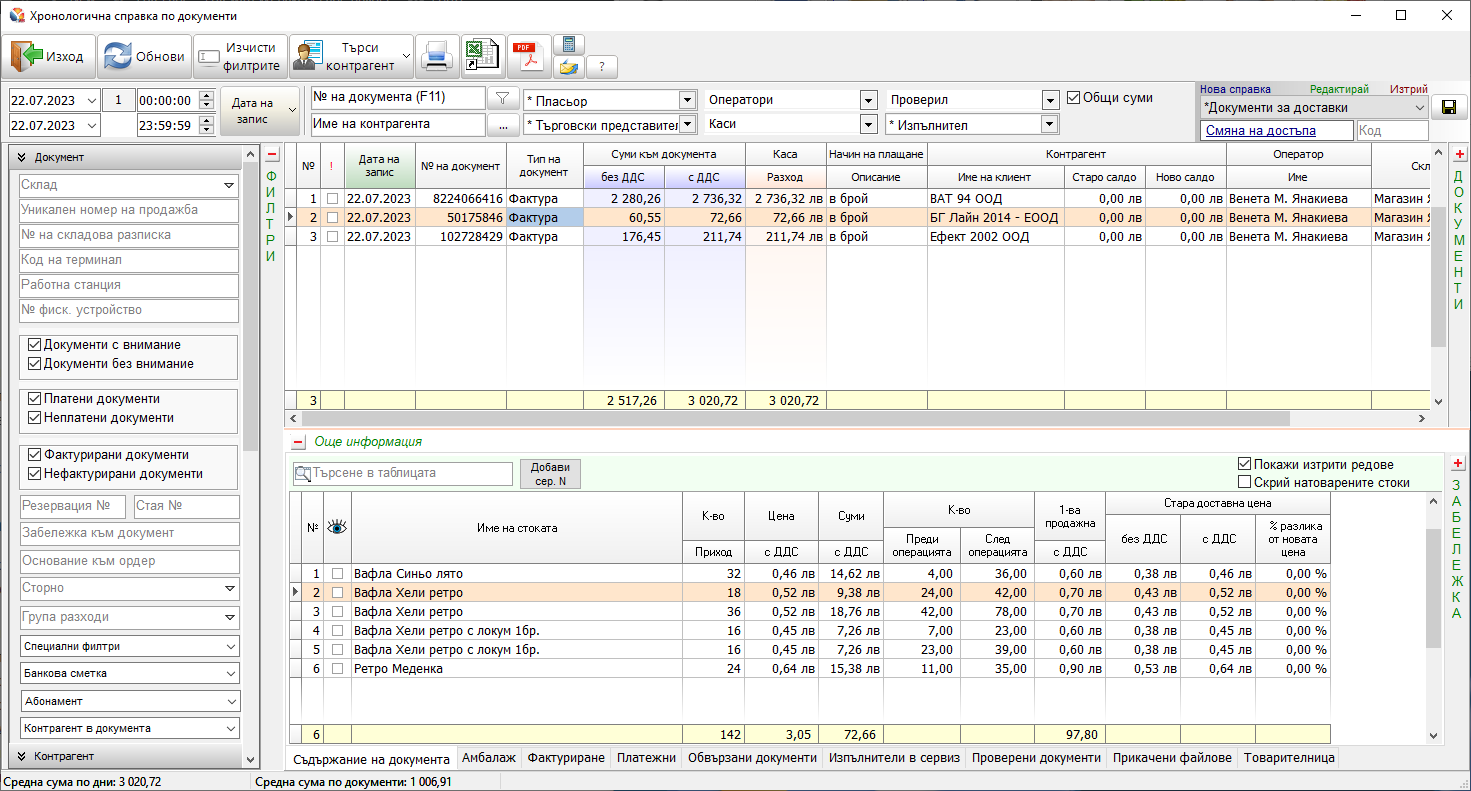 Хронологична справка по документи
Изход
Обнови
Изчисти филтрите
Търси контрагент
PDF
?
22.07.2023 1 00:00:00
22.07.2023 23:59:59
Дата на запис
№ на документа (F11)
Име на контрагента ...
* Пласьор
* Търговски представител
Оператори
Каси
Проверил
* Изпълнител
Общи суми
Нова справка Редактирай Изтрий
*Документи за доставки
Смяна на достъпа Код
Документ
Склад
Уникален номер на продажба
№ на складова разписка
Код на терминал
Работна станция
№ фиск. устройство
Документи с внимание
Документи без внимание
Платени документи
Неплатени документи
Фактурирани документи
Нефактурирани документи
Резервация № Стая №
Забележка към документ
Основание към ордер
Сторно
Група разходи
Специални филтри
Банкова сметка
Абонамент
Контрагент в документа
Контрагент
ФИЛТРИ
№ ! Дата на запис № на документ Тип на документ Суми към документа Каса Начин на плащане Контрагент Оператор Скл
без ДДС с ДДС Разход Описание Име на клиент Старо салдо Ново салдо Име
1 22.07.2023 8224066416 Фактура 2 280,26 2 736,32 2 736,32 лв в брой ВАТ 94 ООД 0,00 лв 0,00 лв Венета М. Янакиева Магазин Я
2 22.07.2023 50175846 Фактура 60,55 72,66 72,66 лв в брой БГ Лайн 2014 - ЕООД 0,00 лв 0,00 лв Венета М. Янакиева Магазин Я
3 22.07.2023 102728429 Фактура 176,45 211,74 211,74 лв в брой Ефект 2002 ООД 0,00 лв 0,00 лв Венета М. Янакиева Магазин Я
3 2 517,26 3 020,72 3 020,72
ДОКУМЕНТИ
Още информация
Търсене в таблицата
Добави сер. N
Покажи изтрити редове
Скрий натоварените стоки
№ Име на стоката К-во Цена Суми К-во 1-ва продажна Стара доставна цена
Приход с ДДС с ДДС Преди операцията След операцията с ДДС без ДДС с ДДС % разлика от новата цена
1 Вафла Синьо лято 32 0,46 лв 14,62 лв 4,00 36,00 0,60 лв 0,38 лв 0,46 лв 0,00 %
2 Вафла Хели ретро 18 0,52 лв 9,38 лв 24,00 42,00 0,70 лв 0,43 лв 0,52 лв 0,00 %
3 Вафла Хели ретро 36 0,52 лв 18,76 лв 42,00 78,00 0,70 лв 0,43 лв 0,52 лв 0,00 %
4 Вафла Хели ретро с локум 1бр. 16 0,45 лв 7,26 лв 7,00 23,00 0,60 лв 0,38 лв 0,45 лв 0,00 %
5 Вафла Хели ретро с локум 1бр. 16 0,45 лв 7,26 лв 23,00 39,00 0,60 лв 0,38 лв 0,45 лв 0,00 %
6 Ретро Меденка 24 0,64 лв 15,38 лв 11,00 35,00 0,90 лв 0,53 лв 0,64 лв 0,00 %
6 142 3,05 72,66 97,80
ЗАБЕЛЕЖКА
Съдържание на документа Амбалаж Фактуриране Платежни Обвързани документи Изпълнители в сервиз Проверени документи Прикачени файлове Товарителница
Средна сума по дни: 3 020,72 Средна сума по документи: 1 006,91